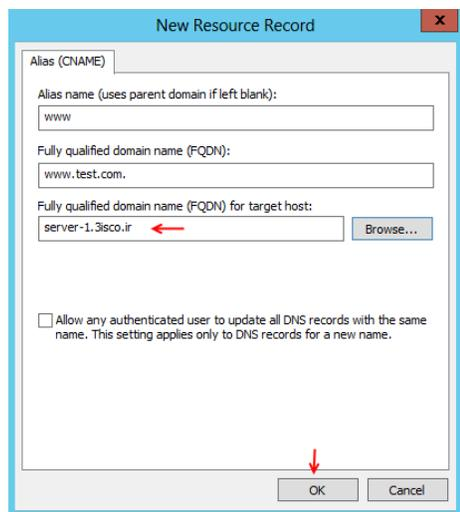 New Resource Record
x
Alias (CNAME)
Alias name (uses parent domain if left blank):
www
Fully qualified domain name (FQDN):
www.test.com.
Fully qualified domain name (FQDN) for target host:
server-1.3isco.ir
Browse...
Allow any authenticated user to update all DNS records with the same
name. This setting applies only to DNS records for a new name.
OK
Cancel